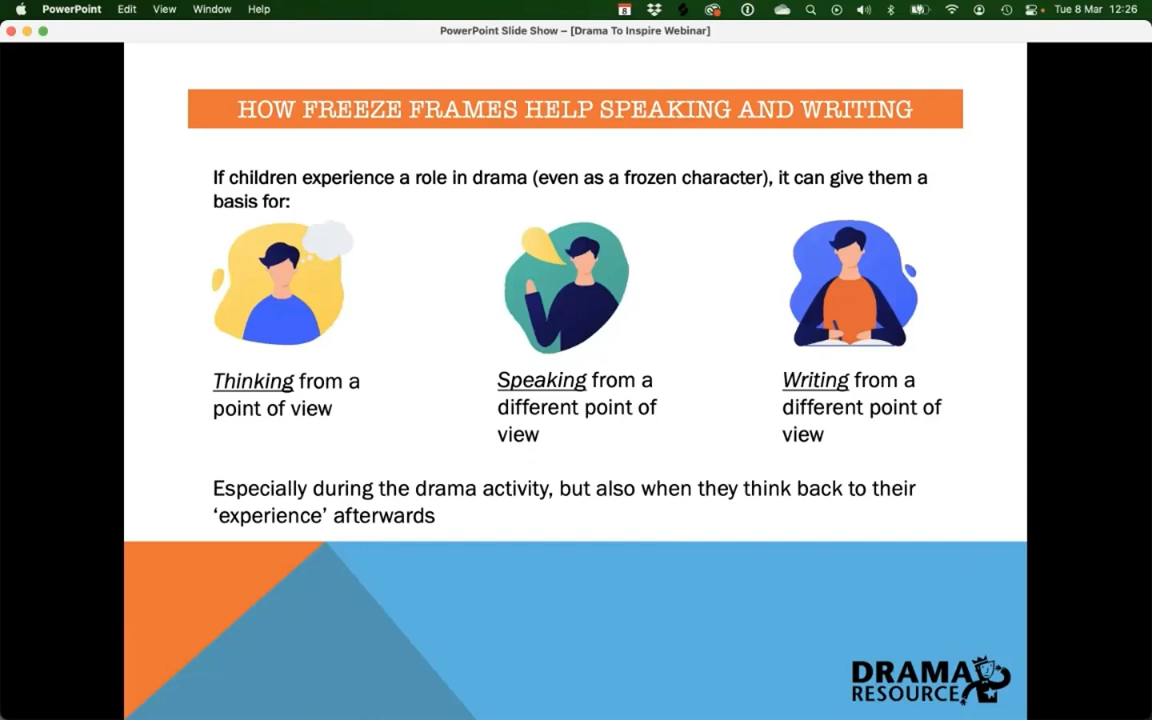 PowerPoint Edit View Window Help 8 Tue 8 Mar 12:26
PowerPoint Slide Show – [Drama To Inspire Webinar]
HOW FREEZE FRAMES HELP SPEAKING AND WRITING
If children experience a role in drama (even as a frozen character), it can give them a
basis for:
Thinking from a
point of view
Speaking from a
different point of
view
Writing from a
different point of
view
Especially during the drama activity, but also when they think back to their
‘experience’ afterwards
DRAMA
RESOURCE